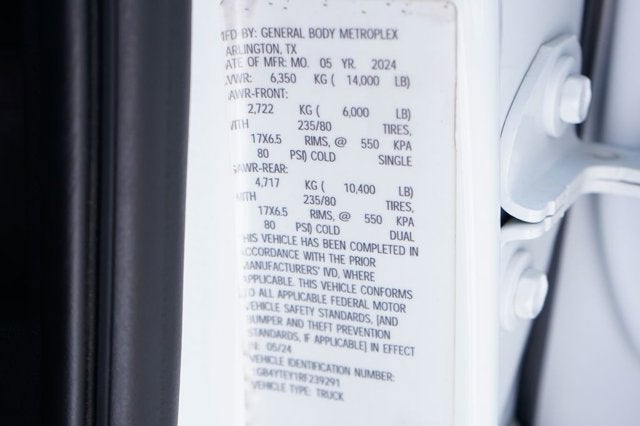 MFD BY: GENERAL BODY METROPLEX
ARLINGTON, TX
DATE OF MFR: MO. 05 YR. 2024
GVWR: 6,350 KG ( 14,000 LB)
GAWR-FRONT:
2,722 KG ( 6,000 LB)
WITH 235/80 TIRES,
17X6.5 RIMS, @ 550 KPA
80 PSI) COLD SINGLE
GAWR-REAR:
4,717 KG ( 10,400 LB)
WITH 235/80 TIRES,
17X6.5 RIMS, @ 550 KPA
80 PSI) COLD DUAL
THIS VEHICLE HAS BEEN COMPLETED IN
ACCORDANCE WITH THE PRIOR
MANUFACTURERS' IVD, WHERE
APPLICABLE. THIS VEHICLE CONFORMS
TO ALL APPLICABLE FEDERAL MOTOR
VEHICLE SAFETY STANDARDS, [AND
BUMPER AND THEFT PREVENTION
STANDARDS, IF APPLICABLE] IN EFFECT
IN: 05/24
VEHICLE IDENTIFICATION NUMBER:
1GB4YTEY1RF239291
VEHICLE TYPE: TRUCK